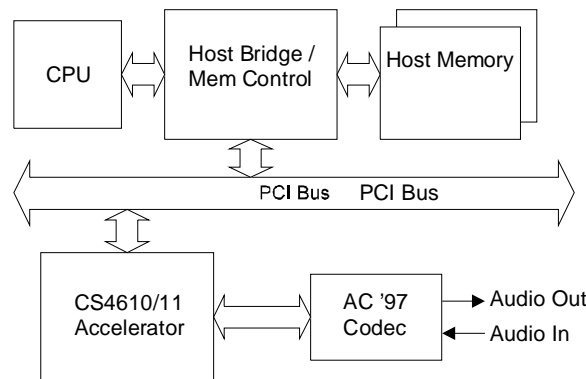 CPU
Host Bridge /
Mem Control
Host Memory
PCI Bus PCI Bus
CS4610/11
Accelerator
AC '97
Codec
Audio Out
Audio In